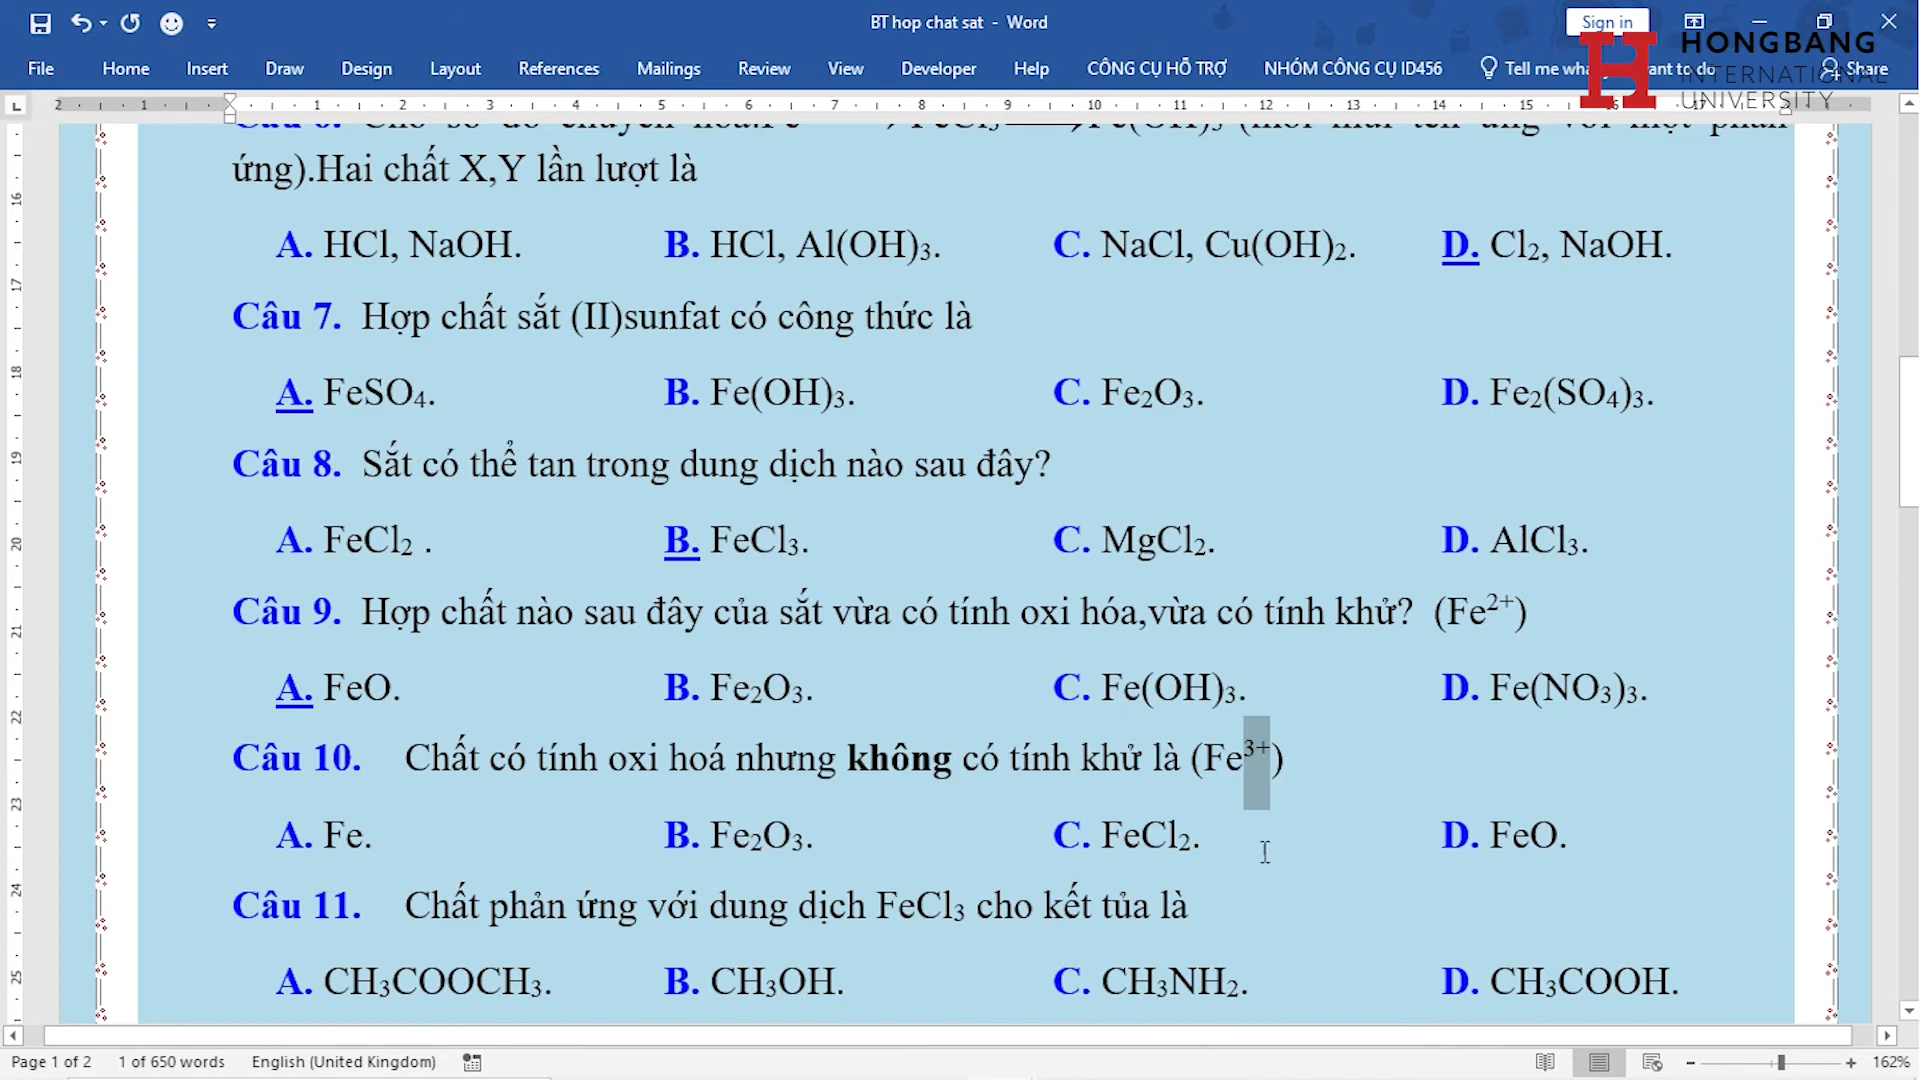 BT hop chat sat - Word
Sign in
HONGBANG
INTERNATIONAL
UNIVERSITY
File Home Insert Draw Design Layout References Mailings Review View Developer Help CÔNG CỤ HỖ TRỢ NHÓM CÔNG CỤ ID456 Tell me want to do Share
ứng).Hai chất X,Y lần lượt là
A. HCl, NaOH. B. HCl, Al(OH)₃. C. NaCl, Cu(OH)₂. D. Cl₂, NaOH.
Câu 7. Hợp chất sắt (II)sunfat có công thức là
A. FeSO₄. B. Fe(OH)₃. C. Fe₂O₃. D. Fe₂(SO₄)₃.
Câu 8. Sắt có thể tan trong dung dịch nào sau đây?
A. FeCl₂ . B. FeCl₃. C. MgCl₂. D. AlCl₃.
Câu 9. Hợp chất nào sau đây của sắt vừa có tính oxi hóa,vừa có tính khử? (Fe²⁺)
A. FeO. B. Fe₂O₃. C. Fe(OH)₃. D. Fe(NO₃)₃.
Câu 10. Chất có tính oxi hoá nhưng không có tính khử là (Fe³⁺)
A. Fe. B. Fe₂O₃. C. FeCl₂. D. FeO.
Câu 11. Chất phản ứng với dung dịch FeCl₃ cho kết tủa là
A. CH₃COOCH₃. B. CH₃OH. C. CH₃NH₂. D. CH₃COOH.
Page 1 of 2 1 of 650 words English (United Kingdom) 162%